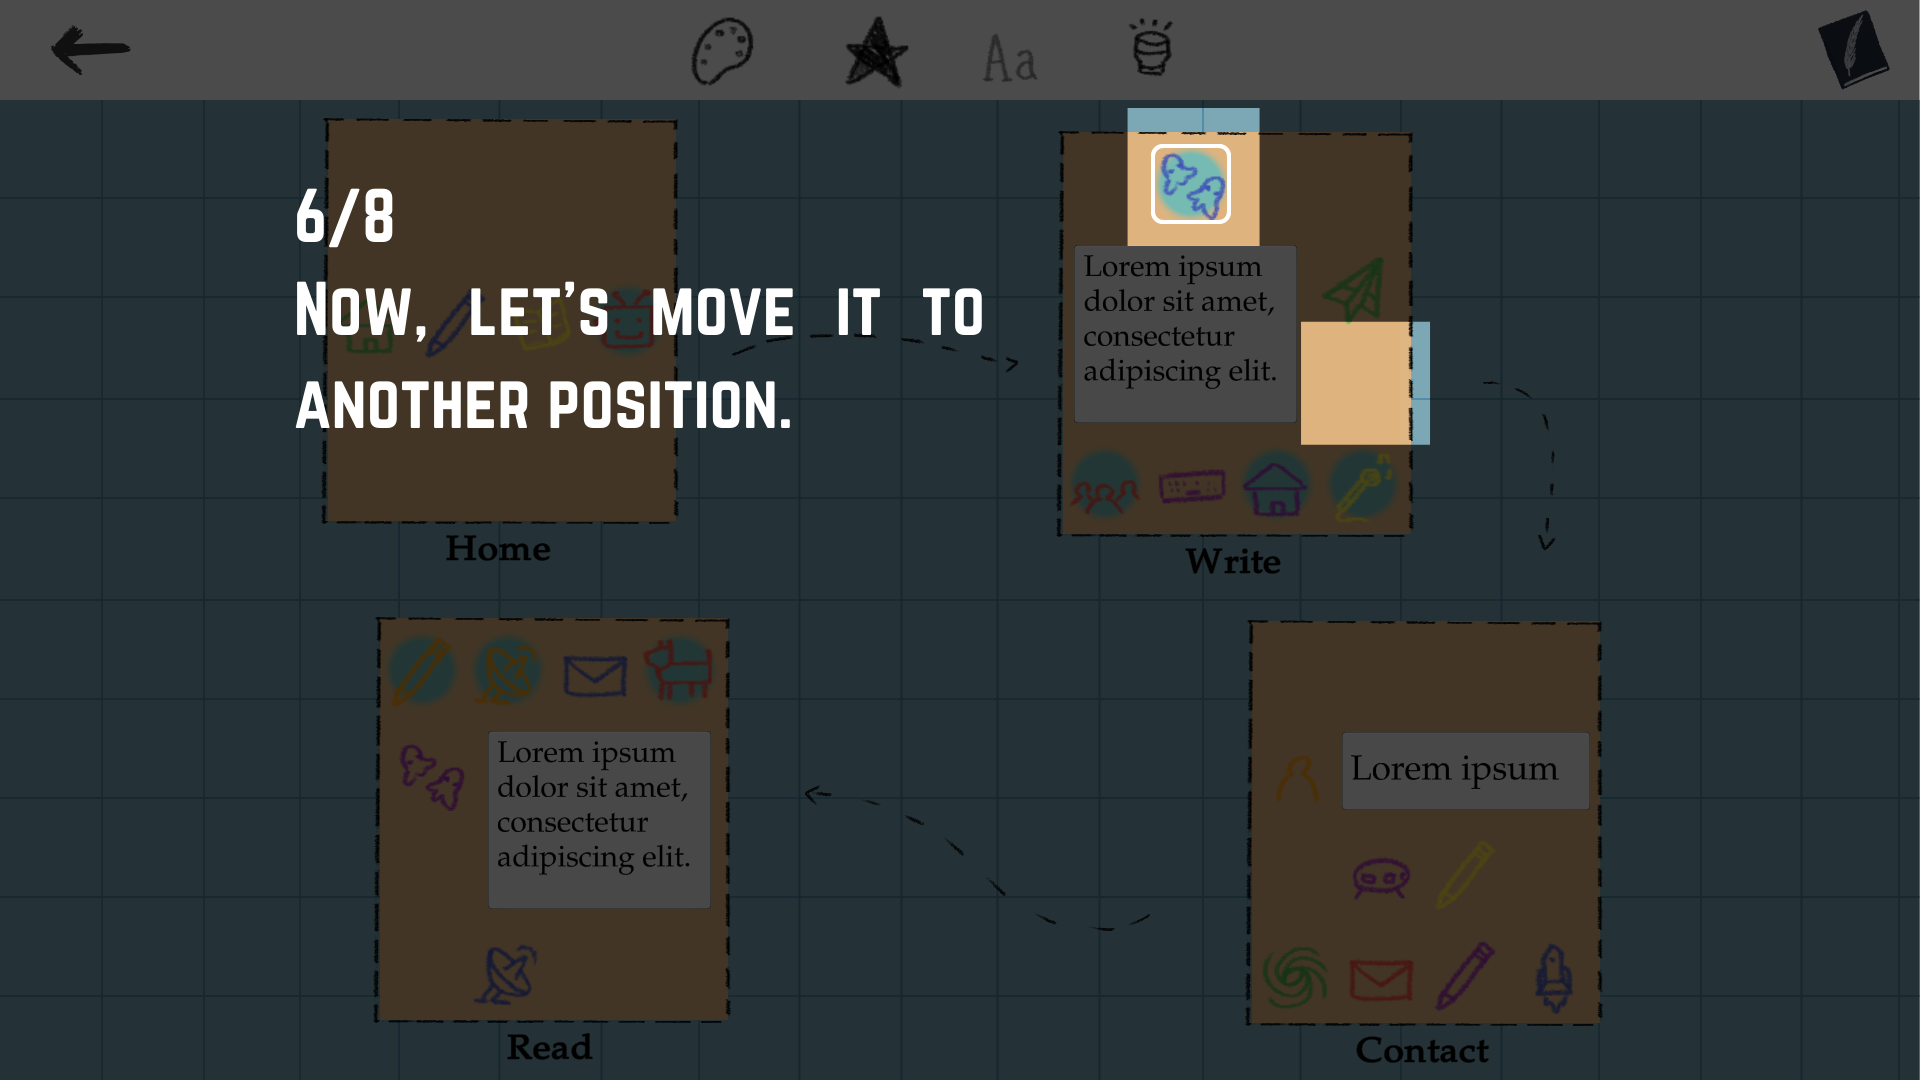 Aa
6/8
Now, let's move it to
another position.
Lorem ipsum
dolor sit amet,
consectetur
adipiscing elit.
Home
Write
Lorem ipsum
dolor sit amet,
consectetur
adipiscing elit.
Lorem ipsum
Read
Contact